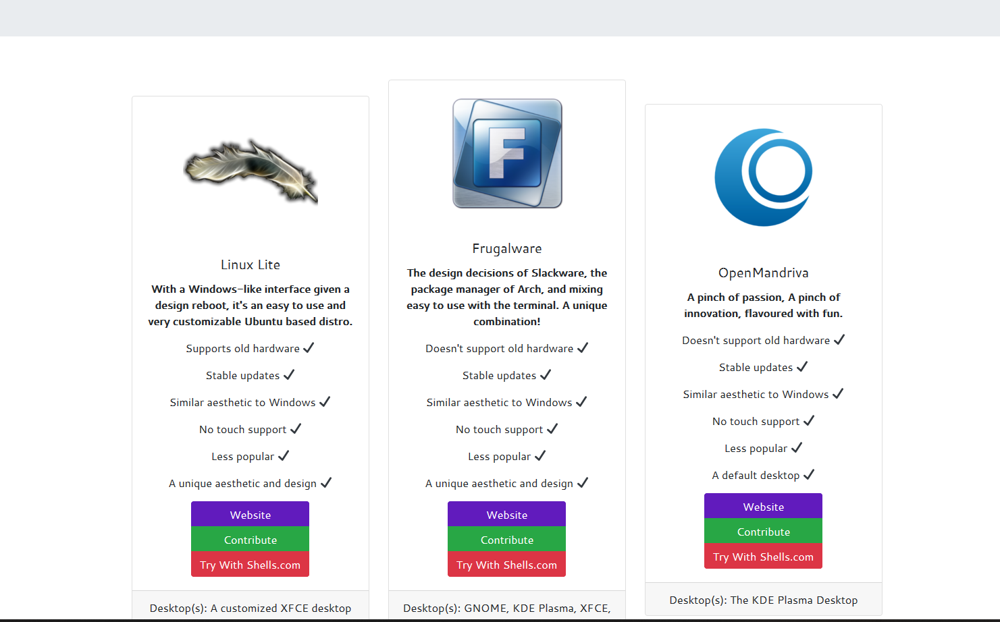 Linux Lite
With a Windows-like interface given a
design reboot, it's an easy to use and
very customizable Ubuntu based distro.
Supports old hardware ✓
Stable updates ✓
Similar aesthetic to Windows ✓
No touch support ✓
Less popular ✓
A unique aesthetic and design ✓
Website
Contribute
Try With Shells.com
Desktop(s): A customized XFCE desktop
F
Frugalware
The design decisions of Slackware, the
package manager of Arch, and mixing
easy to use with the terminal. A unique
combination!
Doesn't support old hardware ✓
Stable updates ✓
Similar aesthetic to Windows ✓
No touch support ✓
Less popular ✓
A unique aesthetic and design ✓
Website
Contribute
Try With Shells.com
Desktop(s): GNOME, KDE Plasma, XFCE,
OpenMandriva
A pinch of passion, A pinch of
innovation, flavoured with fun.
Doesn't support old hardware ✓
Stable updates ✓
Similar aesthetic to Windows ✓
No touch support ✓
Less popular ✓
A default desktop ✓
Website
Contribute
Try With Shells.com
Desktop(s): The KDE Plasma Desktop